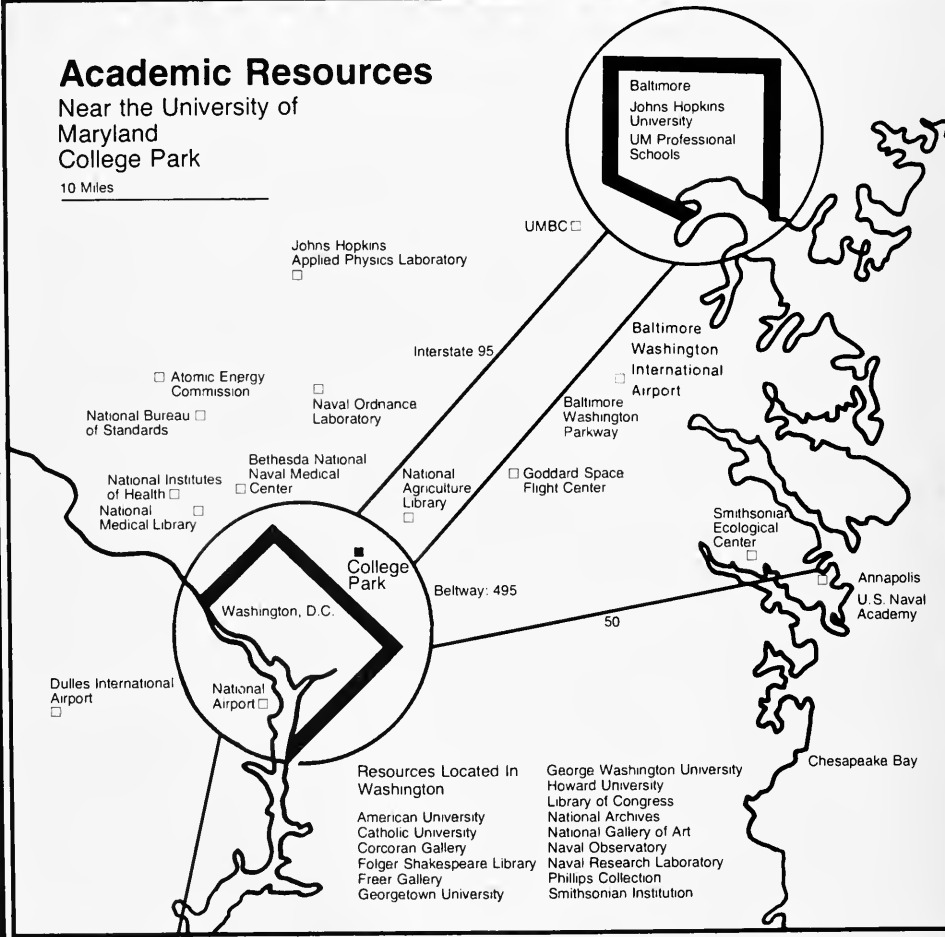 Academic Resources
Near the University of
Maryland
College Park
10 Miles
Baltimore
Johns Hopkins
University
UM Professional
Schools
UMBC
Johns Hopkins
Applied Physics Laboratory
Interstate 95
Baltimore
Washington
International
Airport
Atomic Energy
Commission
National Bureau
of Standards
Naval Ordnance
Laboratory
Baltimore
Washington
Parkway
National Institutes
of Health
National
Medical Library
Bethesda National
Naval Medical
Center
National
Agriculture
Library
Goddard Space
Flight Center
Smithsonian
Ecological
Center
College
Park
Beltway: 495
Annapolis
U.S. Naval
Academy
Washington, D.C.
50
Dulles International
Airport
National
Airport
Chesapeake Bay
Resources Located In
Washington
American University
Catholic University
Corcoran Gallery
Folger Shakespeare Library
Freer Gallery
Georgetown University
George Washington University
Howard University
Library of Congress
National Archives
National Gallery of Art
Naval Observatory
Naval Research Laboratory
Phillips Collection
Smithsonian Institution